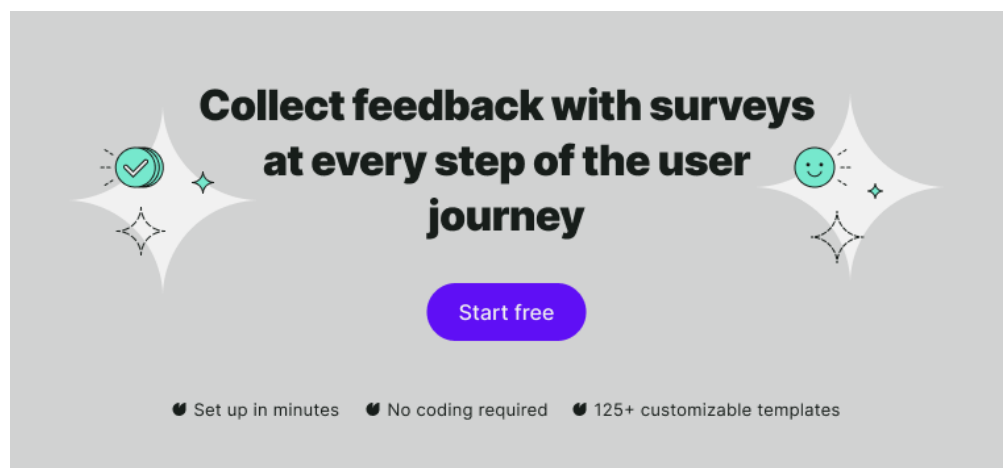 Collect feedback with surveys
at every step of the user
journey
Start free
Set up in minutes No coding required 125+ customizable templates